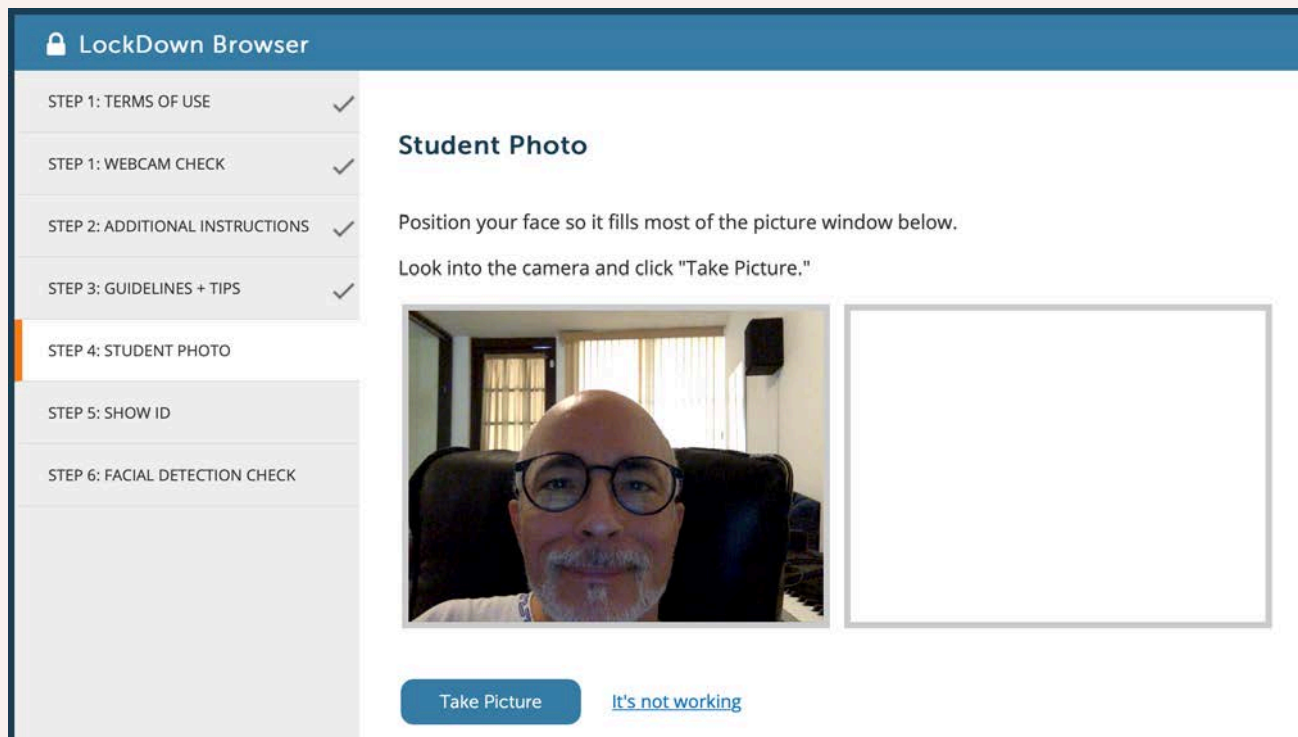 LockDown Browser
STEP 1: TERMS OF USE
STEP 1: WEBCAM CHECK
STEP 2: ADDITIONAL INSTRUCTIONS
STEP 3: GUIDELINES + TIPS
STEP 4: STUDENT PHOTO
STEP 5: SHOW ID
STEP 6: FACIAL DETECTION CHECK
Student Photo
Position your face so it fills most of the picture window below.
Look into the camera and click "Take Picture."
Take Picture
It's not working